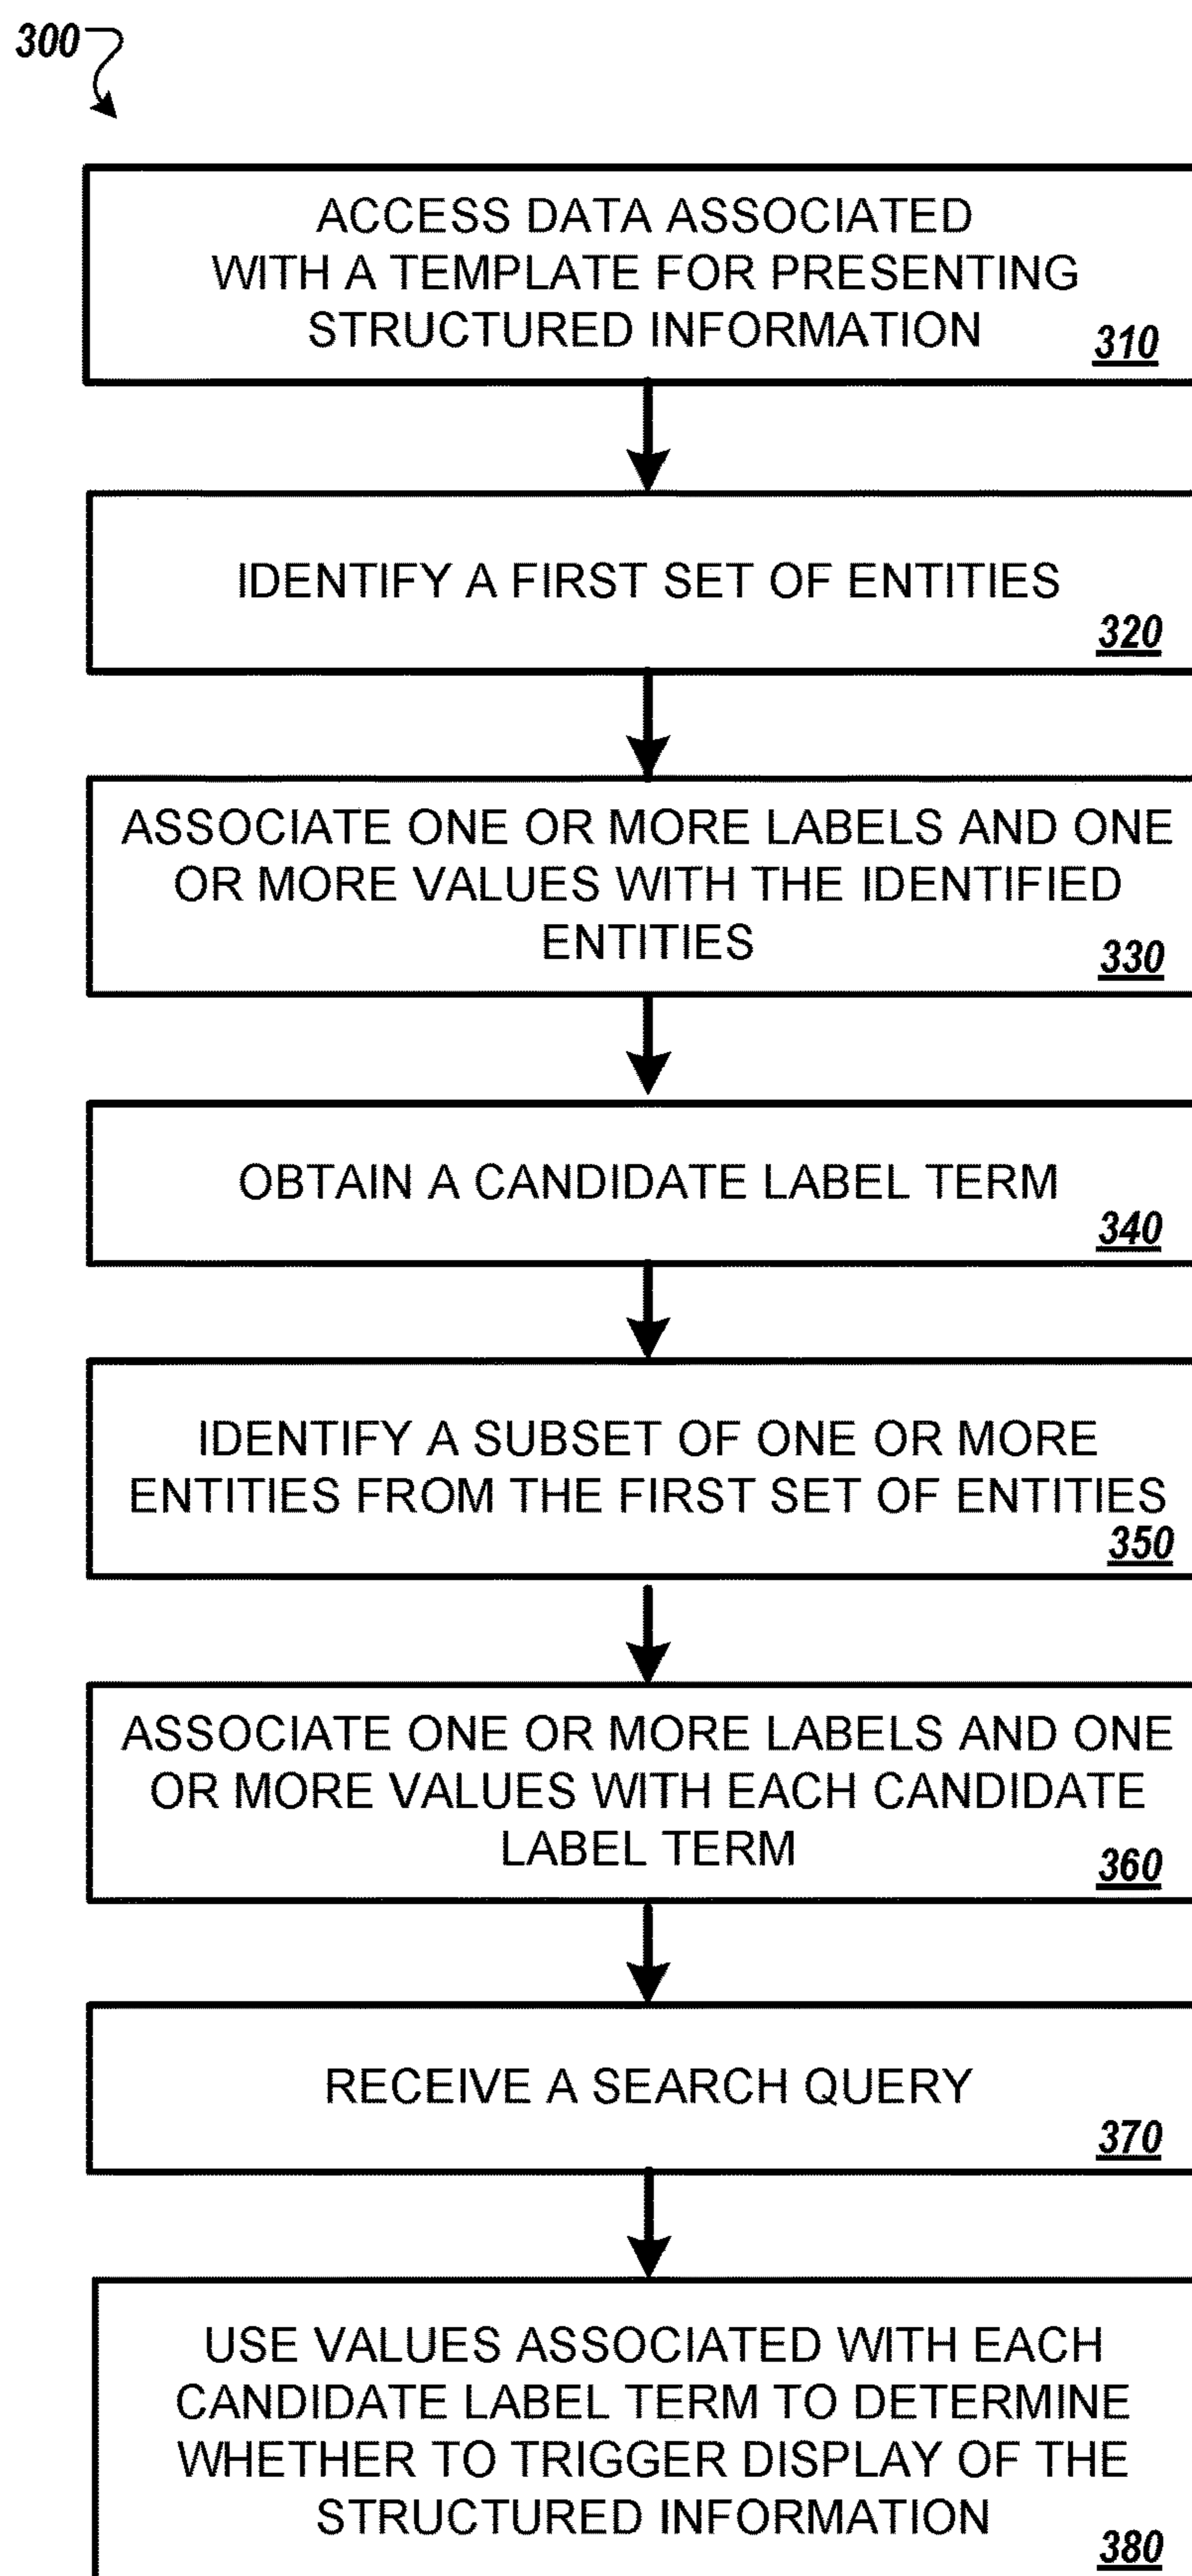 300
ACCESS DATA ASSOCIATED
WITH A TEMPLATE FOR PRESENTING
STRUCTURED INFORMATION
310
IDENTIFY A FIRST SET OF ENTITIES
320
ASSOCIATE ONE OR MORE LABELS AND ONE
OR MORE VALUES WITH THE IDENTIFIED
ENTITIES
330
OBTAIN A CANDIDATE LABEL TERM
340
IDENTIFY A SUBSET OF ONE OR MORE
ENTITIES FROM THE FIRST SET OF ENTITIES
350
ASSOCIATE ONE OR MORE LABELS AND ONE
OR MORE VALUES WITH EACH CANDIDATE
LABEL TERM
360
RECEIVE A SEARCH QUERY
370
USE VALUES ASSOCIATED WITH EACH
CANDIDATE LABEL TERM TO DETERMINE
WHETHER TO TRIGGER DISPLAY OF THE
STRUCTURED INFORMATION
380